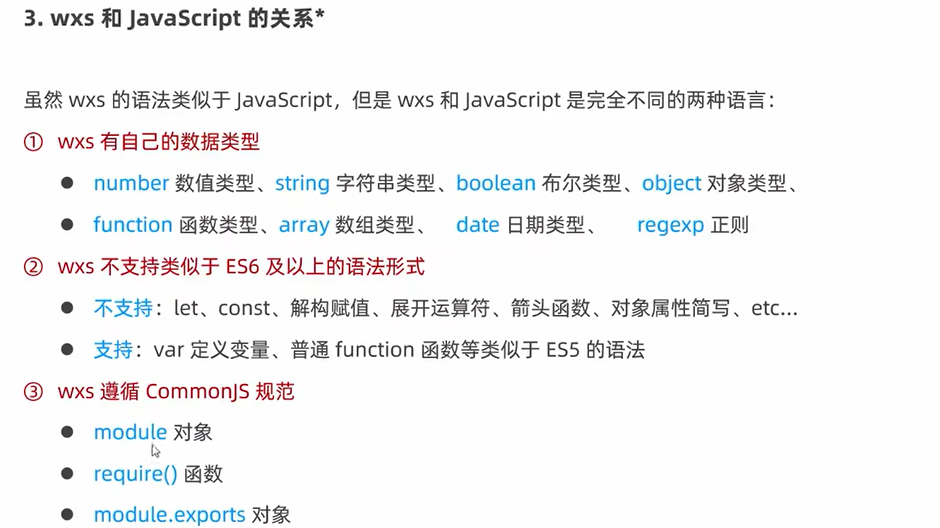 3. wxs 和 JavaScript 的关系*
虽然 wxs 的语法类似于 JavaScript，但是 wxs 和 JavaScript 是完全不同的两种语言：
① wxs 有自己的数据类型
● number 数值类型、string 字符串类型、boolean 布尔类型、object 对象类型、
● function 函数类型、array 数组类型、 date 日期类型、 regexp 正则
② wxs 不支持类似于 ES6 及以上的语法形式
● 不支持：let、const、解构赋值、展开运算符、箭头函数、对象属性简写、etc...
● 支持：var 定义变量、普通 function 函数等类似于 ES5 的语法
③ wxs 遵循 CommonJS 规范
● module 对象
● require() 函数
● module.exports 对象